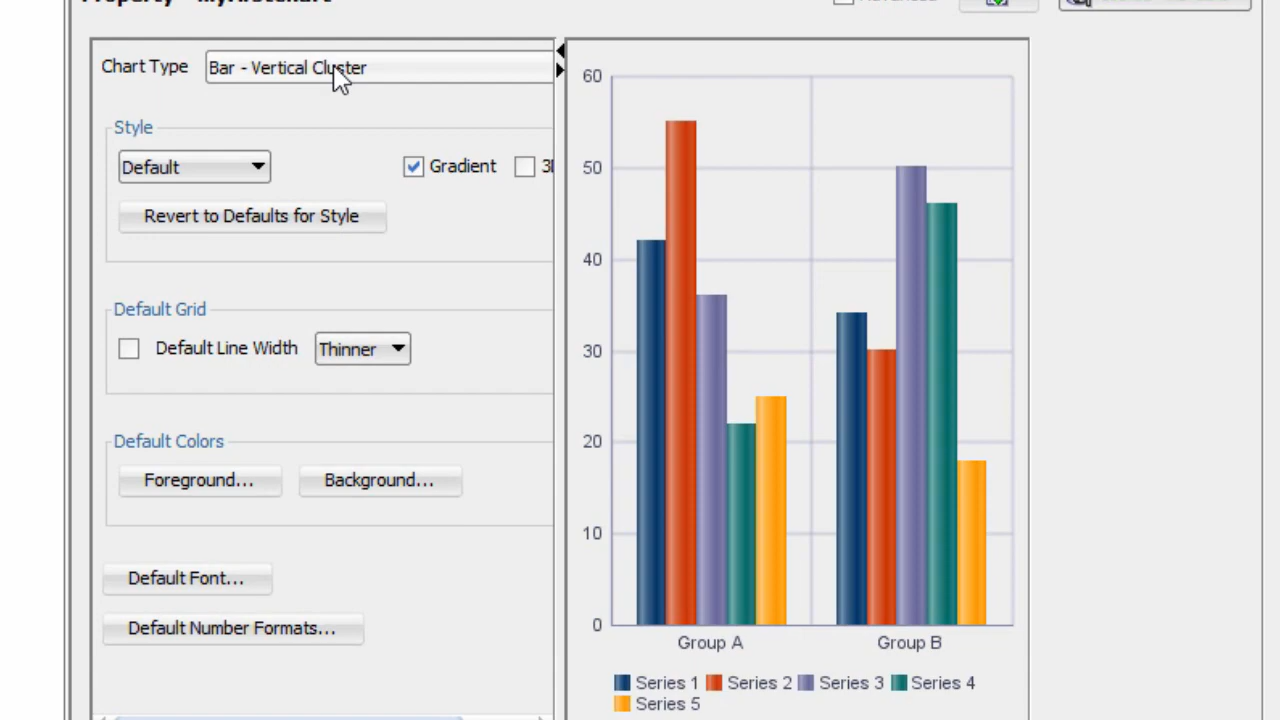 Chart Type Bar - Vertical Cluster
Style
Default Gradient
Revert to Defaults for Style
Default Grid
Default Line Width Thinner
Default Colors
Foreground... Background...
Default Font...
Default Number Formats...
60
50
40
30
20
10
0
Group A Group B
Series 1 Series 2 Series 3 Series 4
Series 5